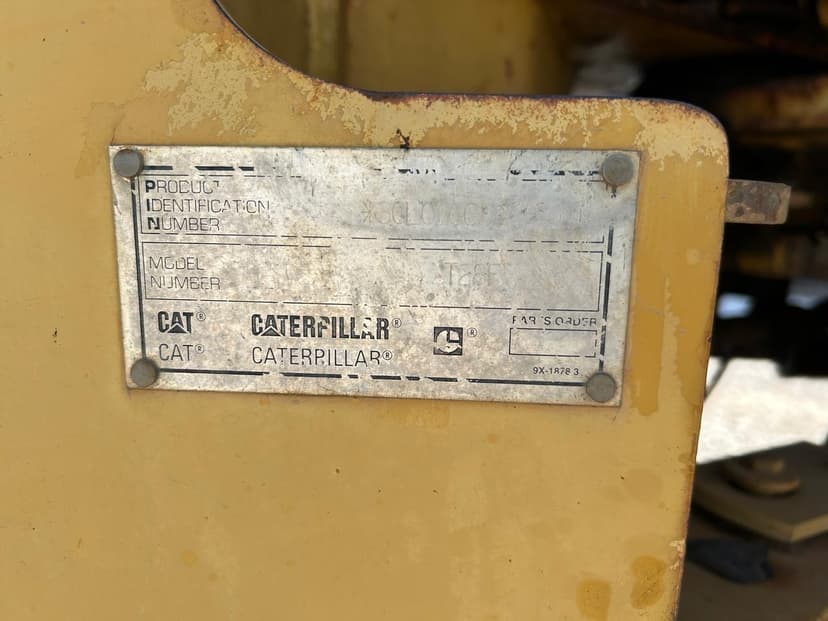 PRODUCT
IDENTIFICATION
NUMBER
MODEL
NUMBER
CAT® CATERPILLAR® ®
CAT® CATERPILLAR®
PARTS ORDER
9X-1878 3